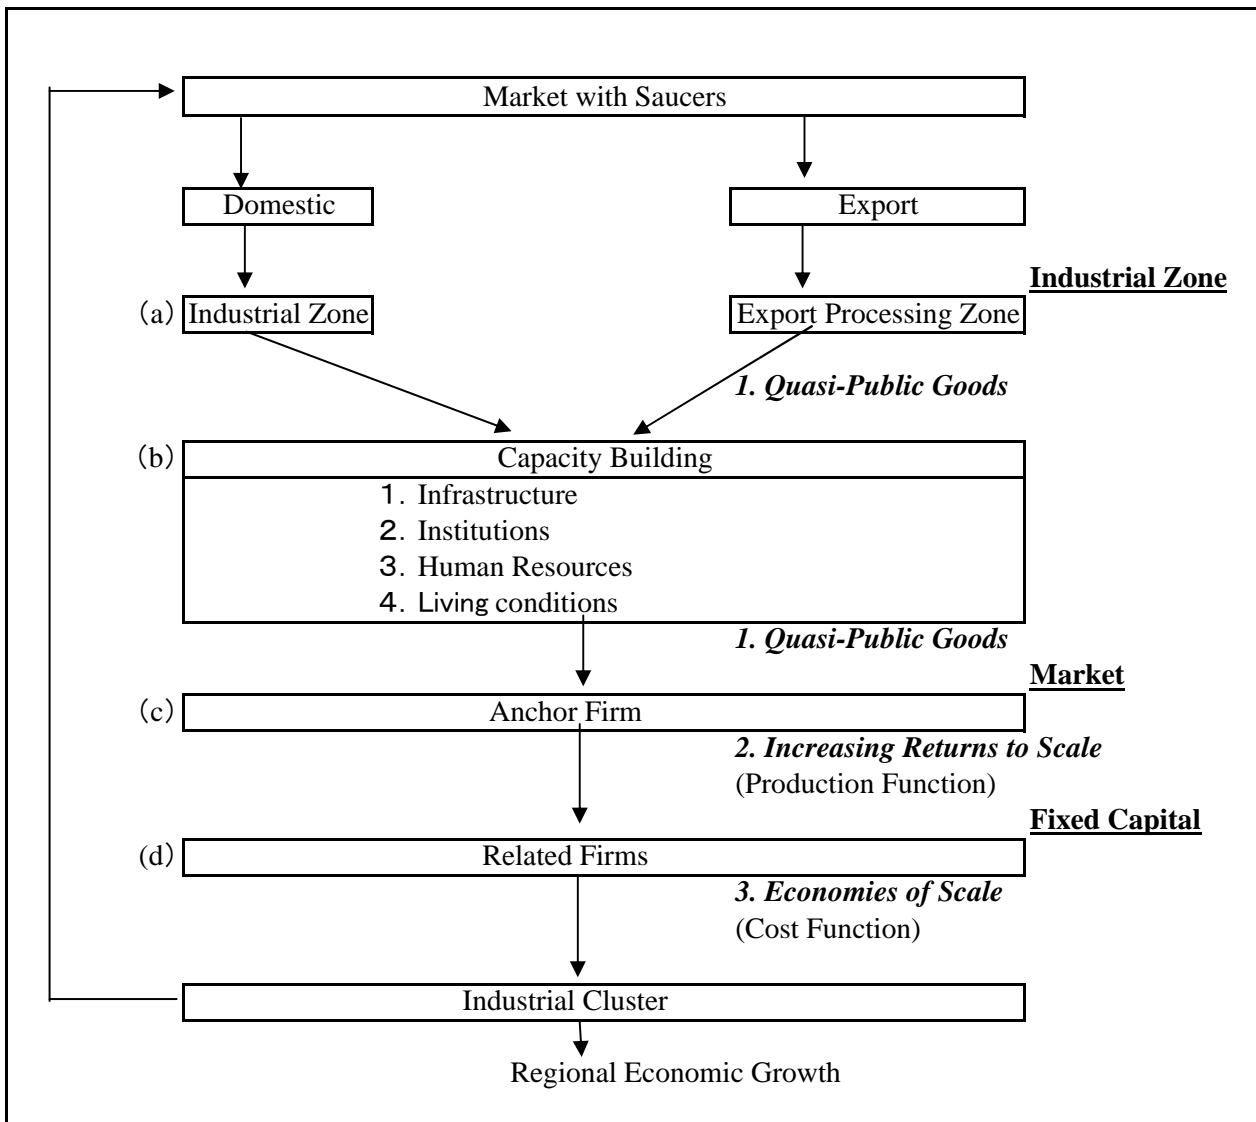 Market with Saucers
Domestic
Export
Industrial Zone
(a)
Industrial Zone
Export Processing Zone
1. Quasi-Public Goods
(b)
Capacity Building
1. Infrastructure
2. Institutions
3. Human Resources
4. Living conditions
1. Quasi-Public Goods
Market
(c)
Anchor Firm
2. Increasing Returns to Scale
(Production Function)
Fixed Capital
(d)
Related Firms
3. Economies of Scale
(Cost Function)
Industrial Cluster
Regional Economic Growth